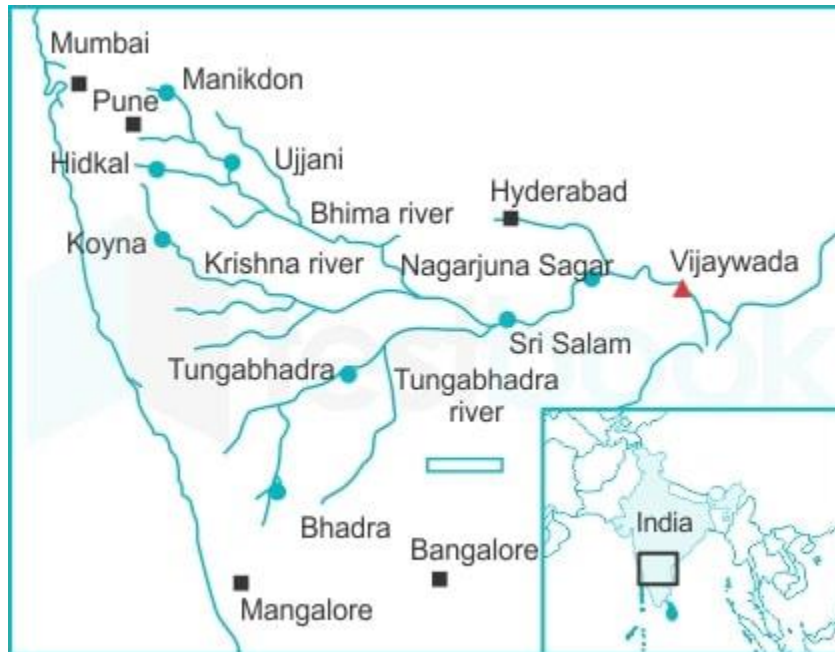 Mumbai
Manikdon
Pune
Hidkal
Ujjani
Hyderabad
Bhima river
Koyna
Krishna river
Nagarjuna Sagar
Vijaywada
Sri Salam
Tungabhadra
Tungabhadra
river
testbook
India
Bhadra
Bangalore
Mangalore